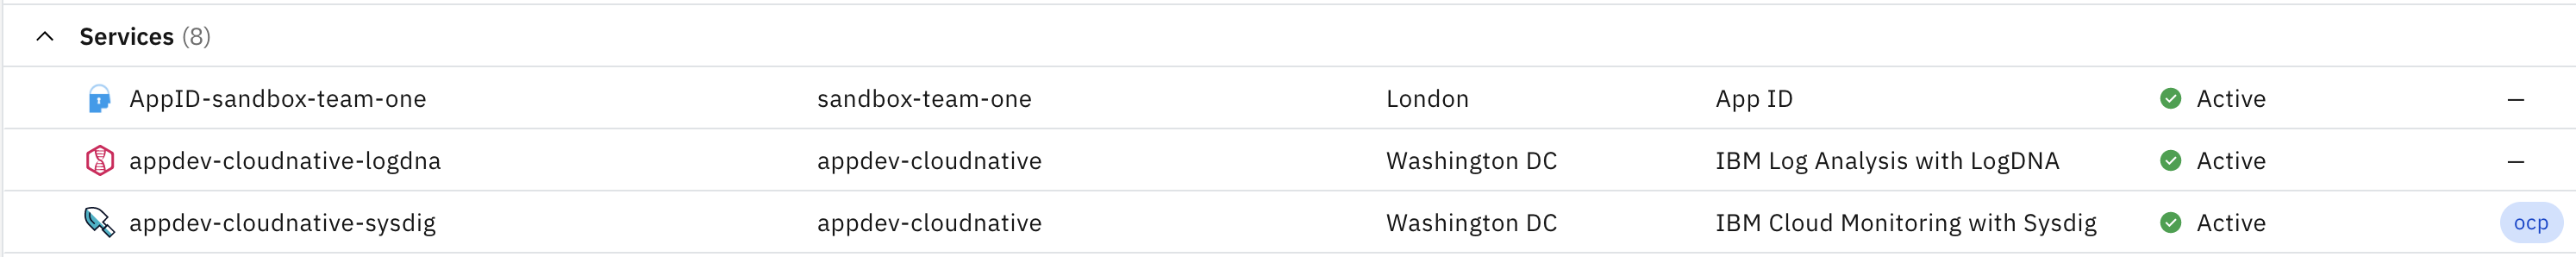 Services (8)
AppID-sandbox-team-one sandbox-team-one London App ID Active –
appdev-cloudnative-logdna appdev-cloudnative Washington DC IBM Log Analysis with LogDNA Active –
appdev-cloudnative-sysdig appdev-cloudnative Washington DC IBM Cloud Monitoring with Sysdig Active ocp